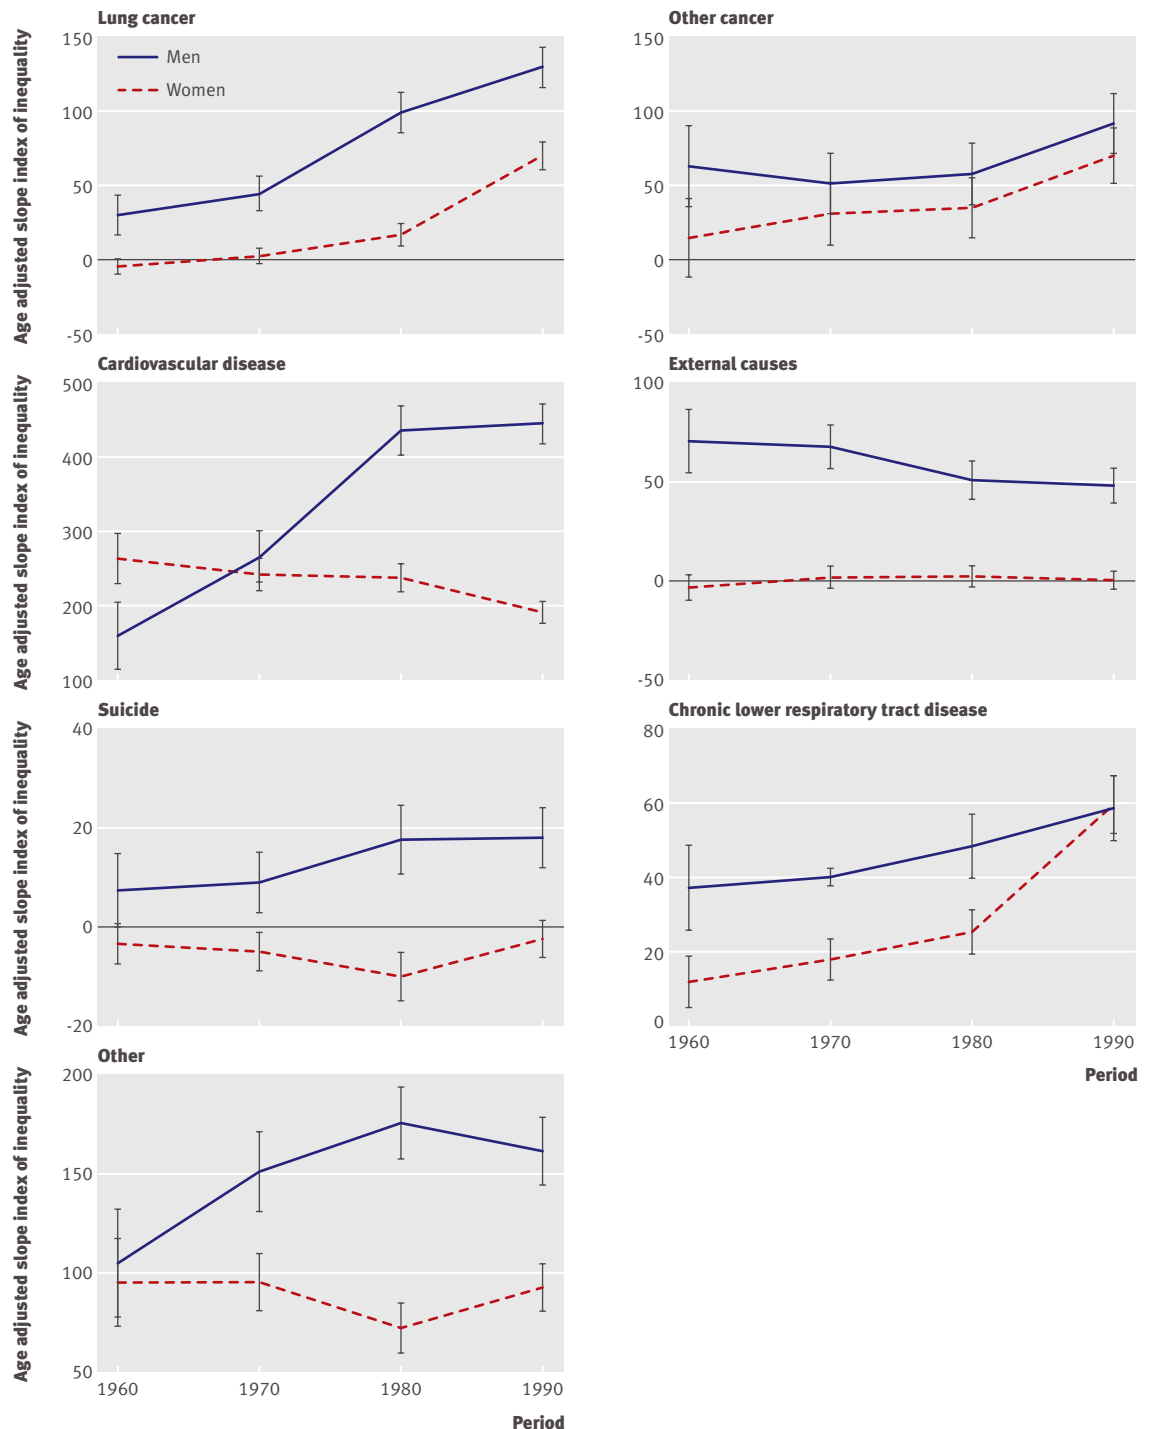 Lung cancer
Age adjusted slope index of inequality
150
100
50
0
-50
Men
Women
Other cancer
150
100
50
0
-50
Cardiovascular disease
Age adjusted slope index of inequality
500
400
300
200
100
External causes
100
50
0
-50
Suicide
Age adjusted slope index of inequality
40
20
0
-20
Chronic lower respiratory tract disease
80
60
40
20
0
1960 1970 1980 1990
Period
Other
Age adjusted slope index of inequality
200
150
100
50
1960 1970 1980 1990
Period